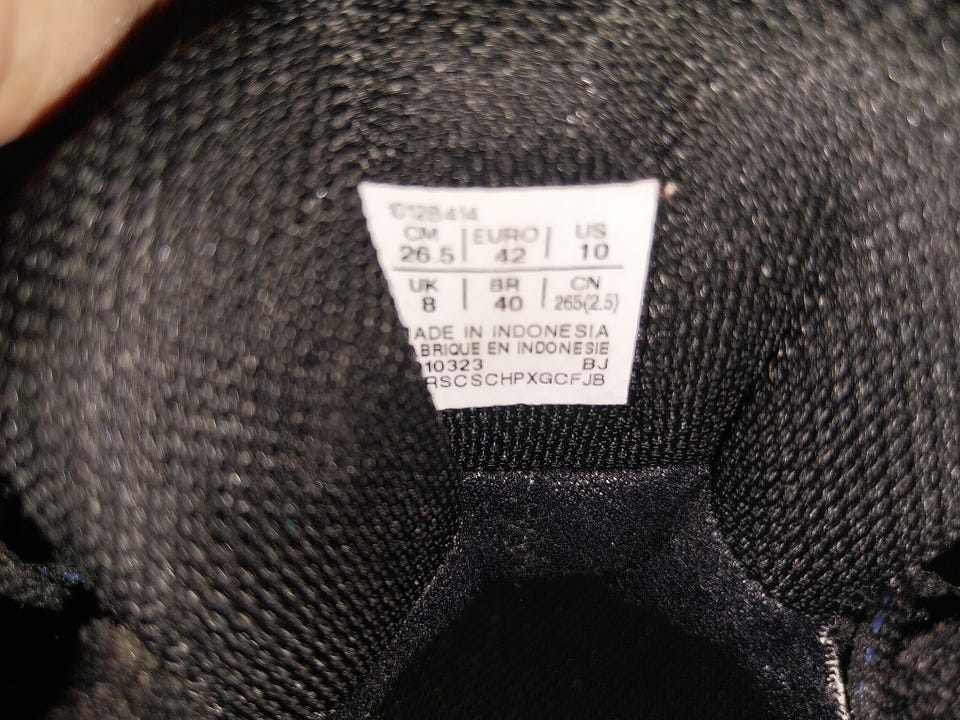 1012B414
CM EURO US
26.5 42 10
UK BR CN
8 40 265(2.5)
ADE IN INDONESIA
BRIQUE EN INDONESIE
10323 BJ
RSCSCHPXGCFJB